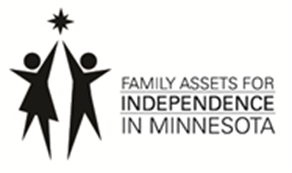 FAMILY ASSETS FOR
INDEPENDENCE
IN MINNESOTA